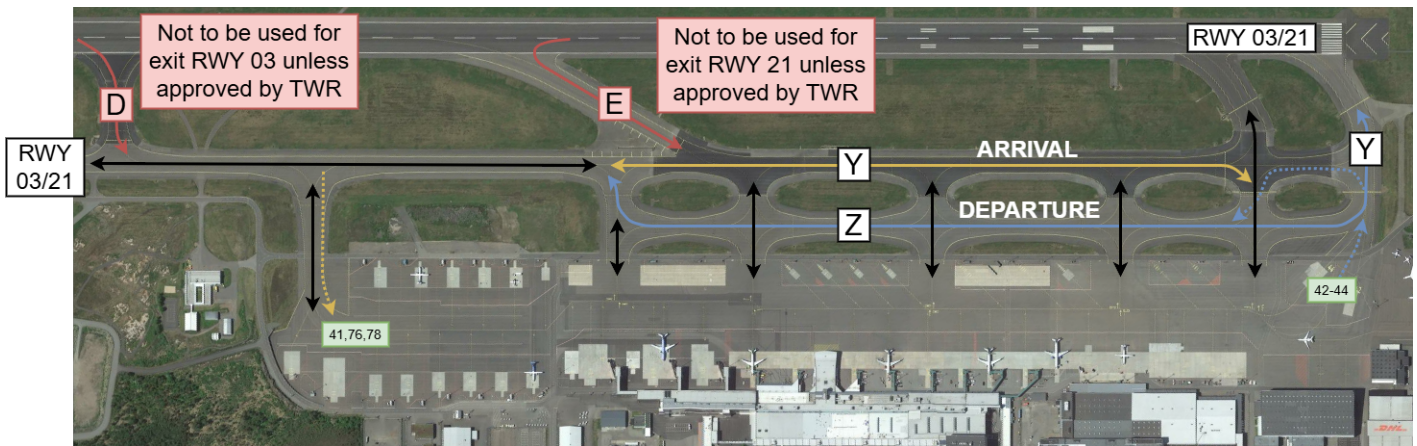 Not to be used for
exit RWY 03 unless
approved by TWR
Not to be used for
exit RWY 21 unless
approved by TWR
RWY 03/21
D
E
RWY
03/21
ARRIVAL
Y
Y
DEPARTURE
Z
42-44
41,76,78
DHL